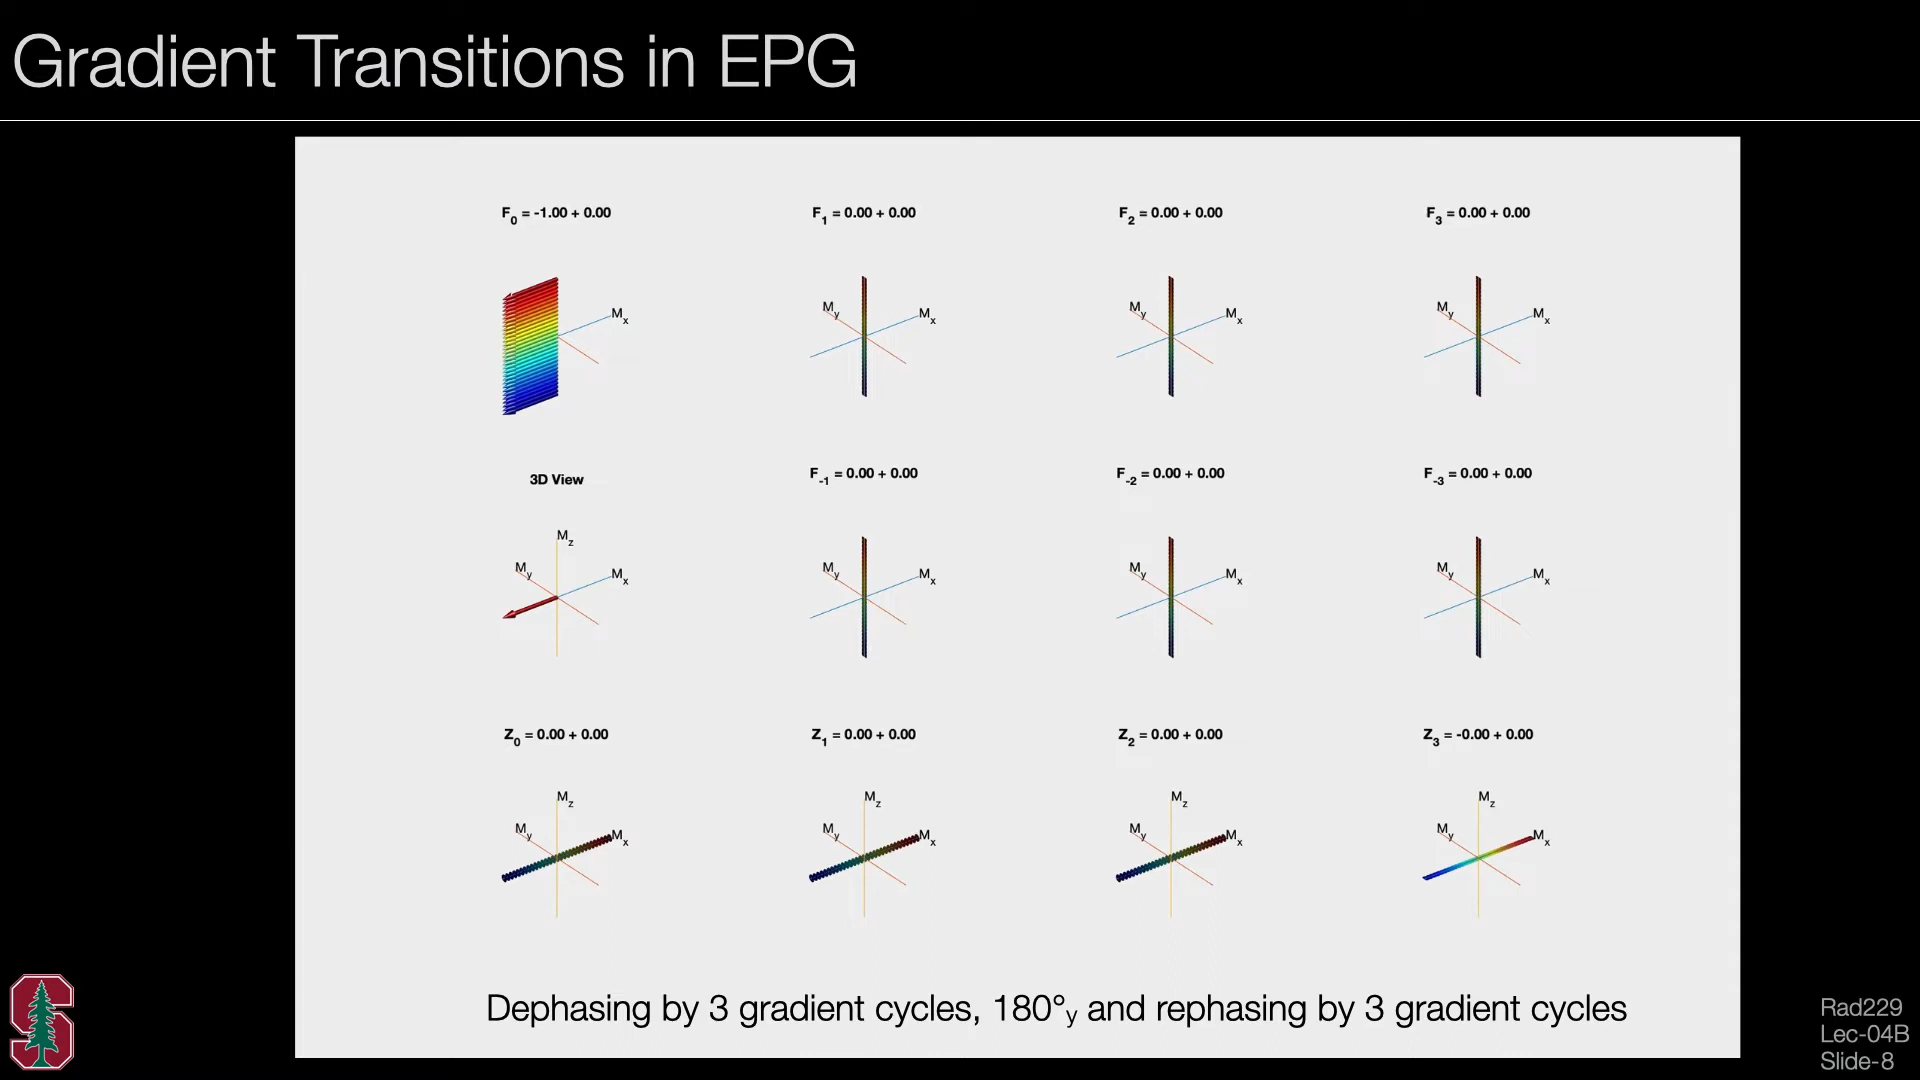 Gradient Transitions in EPG
F0 = -1.00 + 0.00
F1 = 0.00 + 0.00
F2 = 0.00 + 0.00
F3 = 0.00 + 0.00
Mx
My
Mx
My
Mx
My
Mx
3D View
F-1 = 0.00 + 0.00
F-2 = 0.00 + 0.00
F-3 = 0.00 + 0.00
Mz
My
Mx
My
Mx
My
Mx
My
Mx
Z0 = 0.00 + 0.00
Z1 = 0.00 + 0.00
Z2 = 0.00 + 0.00
Z3 = -0.00 + 0.00
Mz
My
Mx
Mz
My
Mx
Mz
My
Mx
Mz
My
Mx
Dephasing by 3 gradient cycles, 180°y and rephasing by 3 gradient cycles
Rad229
Lec-04B
Slide-8